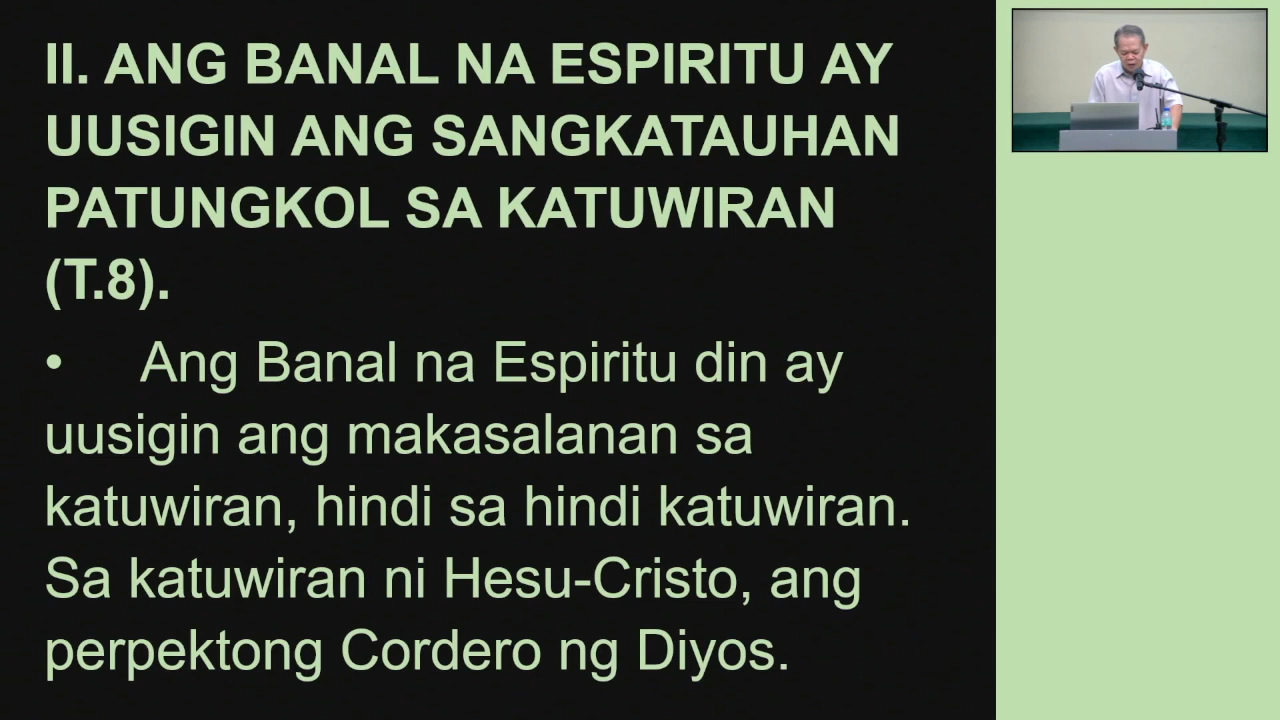 II. ANG BANAL NA ESPIRITU AY
UUSIGIN ANG SANGKATAUHAN
PATUNGKOL SA KATUWIRAN
(T.8).
• Ang Banal na Espiritu din ay
uusigin ang makasalanan sa
katuwiran, hindi sa hindi katuwiran.
Sa katuwiran ni Hesu-Cristo, ang
perpektong Cordero ng Diyos.